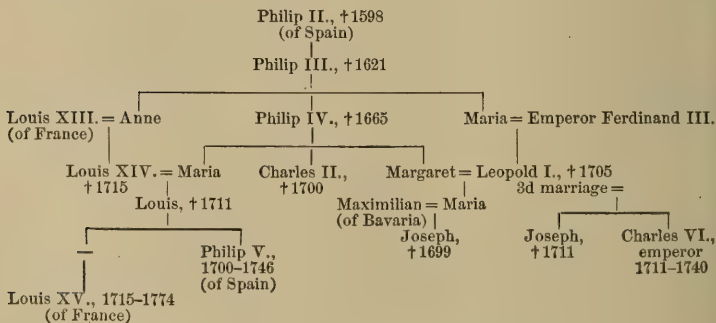 Philip II., †1598
(of Spain)
Philip III., †1621
Louis XIII. = Anne Philip IV., †1665 Maria = Emperor Ferdinand III.
(of France)
Louis XIV. = Maria Charles II., Margaret = Leopold I., †1705
†1715 †1700 3d marriage =
Louis, †1711 Maximilian = Maria
(of Bavaria)
— Philip V., Joseph, Joseph, Charles VI.,
1700–1746 †1699 †1711 emperor
(of Spain) 1711–1740
Louis XV., 1715–1774
(of France)